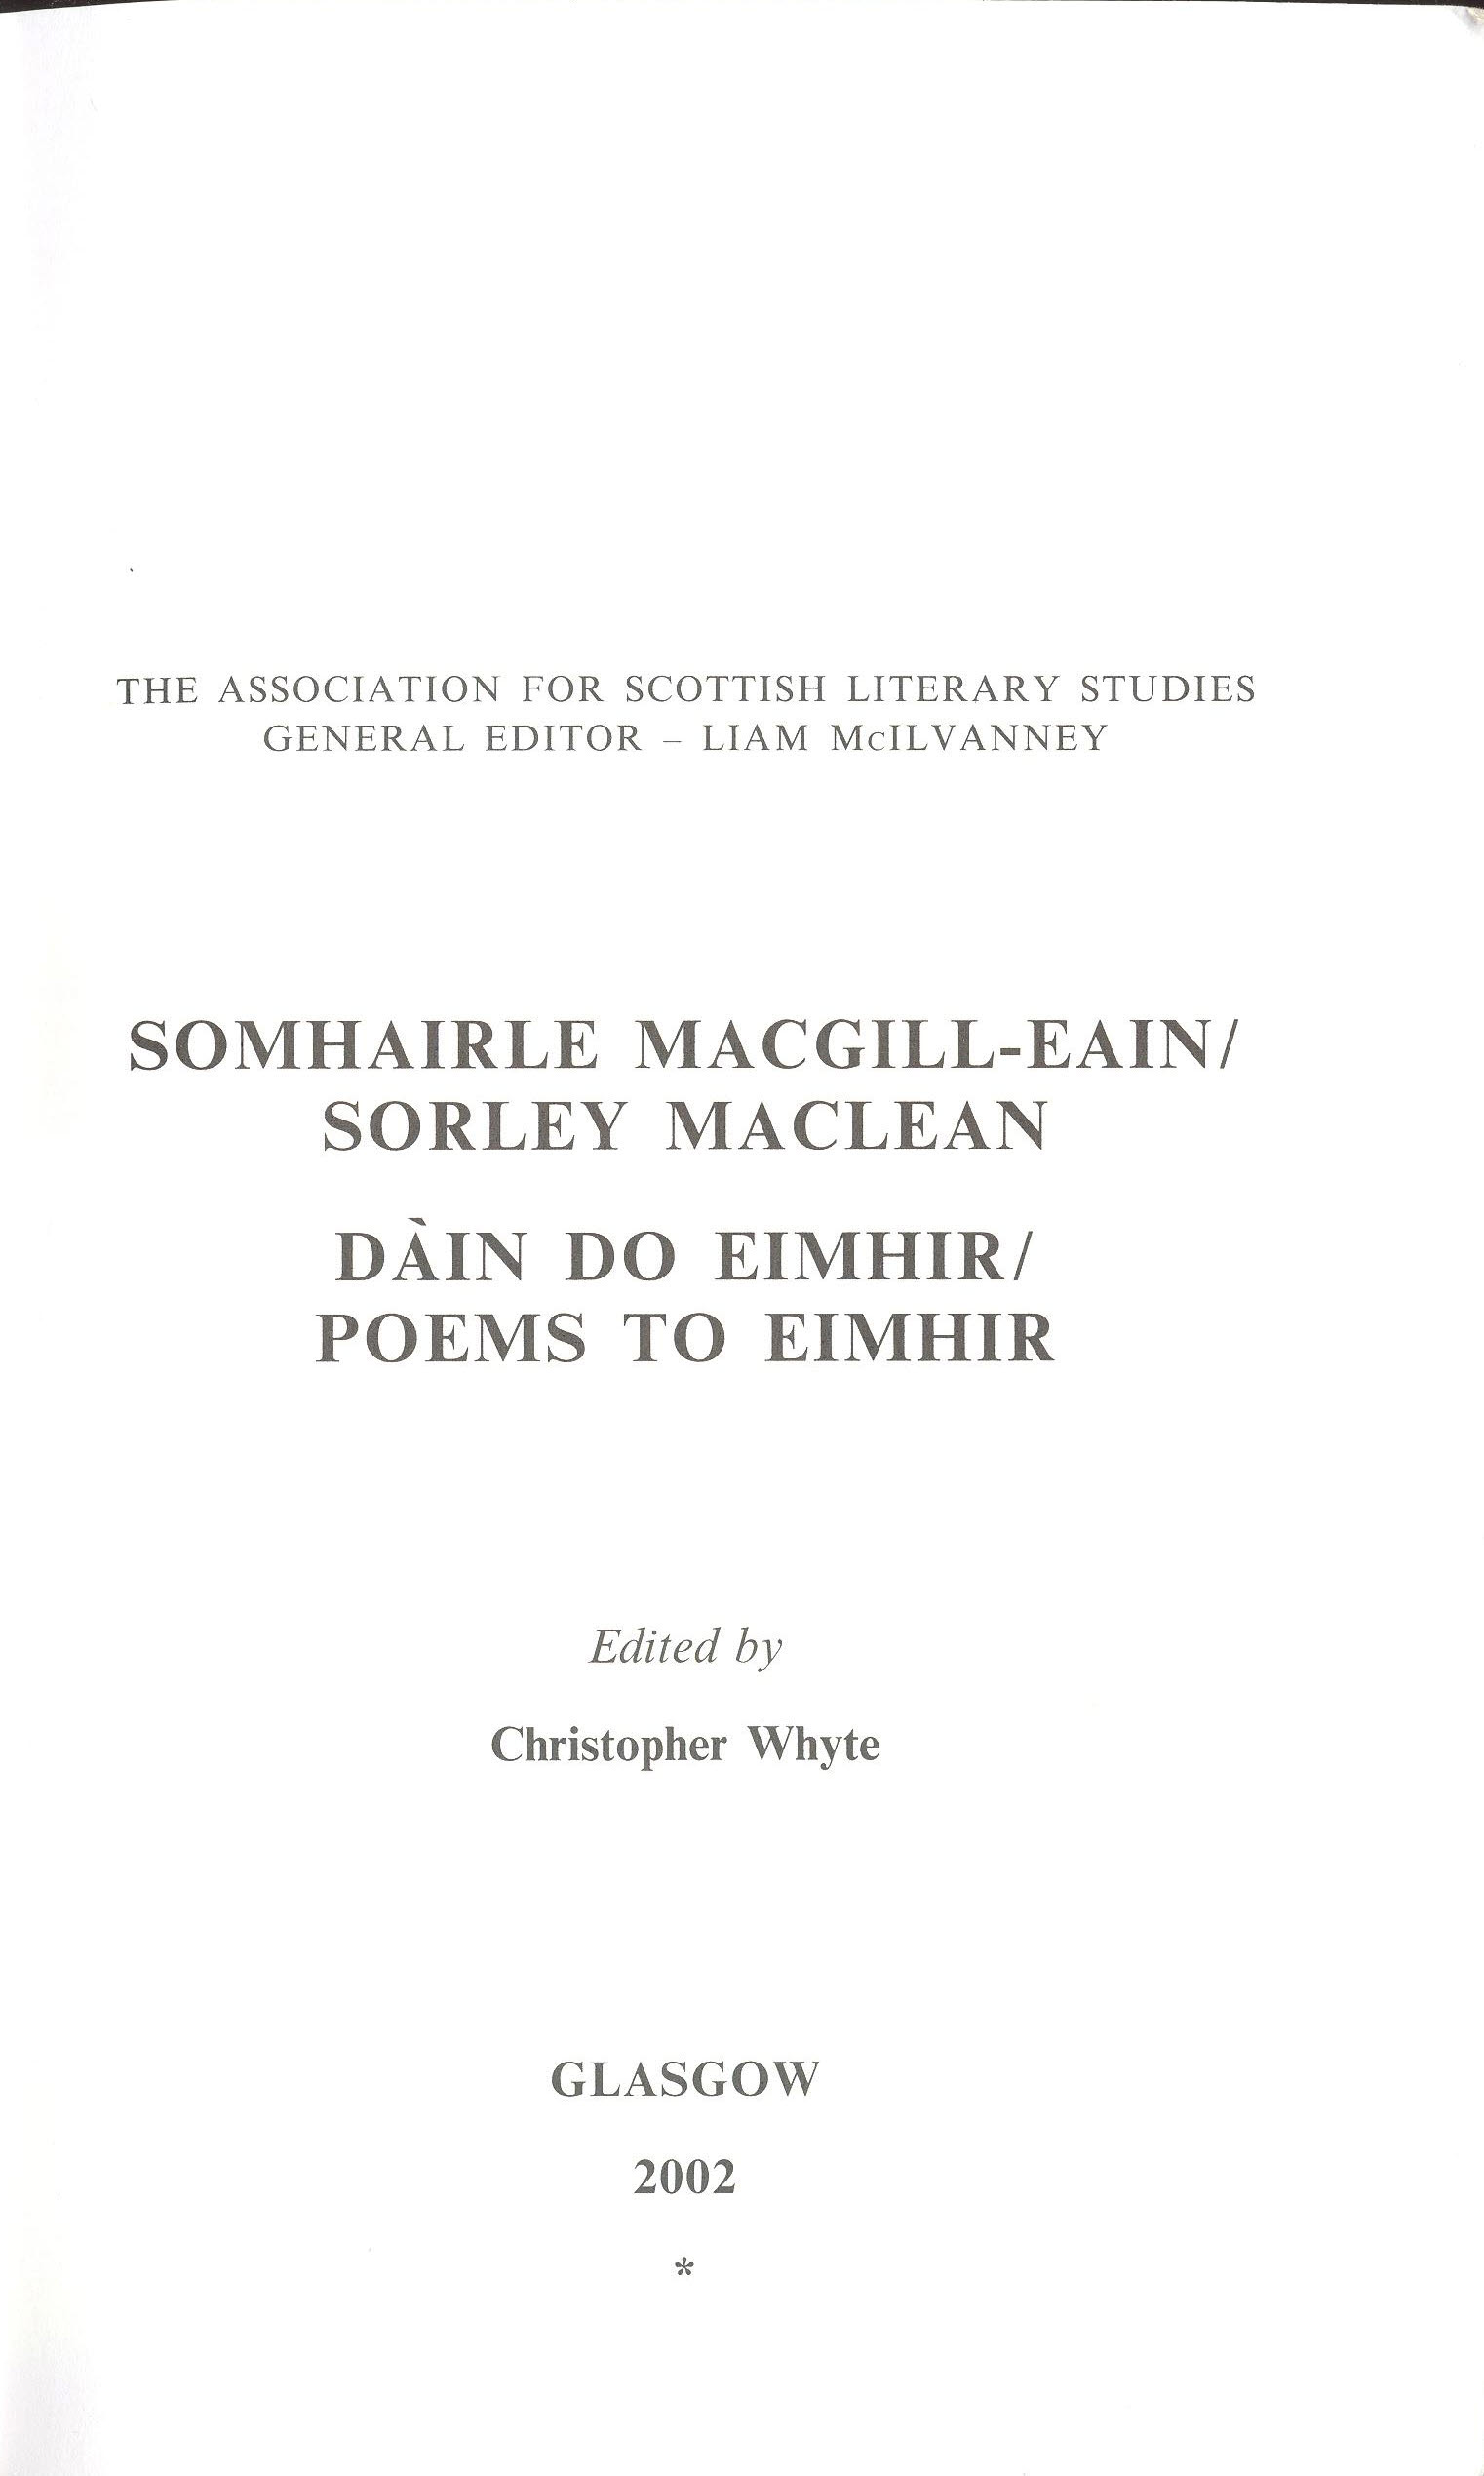 THE ASSOCIATION FOR SCOTTISH LITERARY STUDIES
GENERAL EDITOR – LIAM McILVANNEY
SOMHAIRLE MACGILL-EAIN/
SORLEY MACLEAN
DÀIN DO EIMHIR/
POEMS TO EIMHIR
Edited by
Christopher Whyte
GLASGOW
2002
*